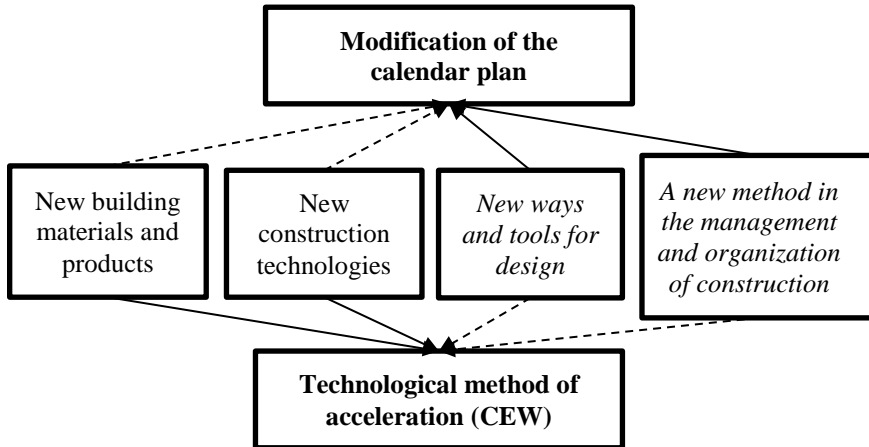 Modification of the
calendar plan
New building
materials and
products
New
construction
technologies
New ways
and tools for
design
A new method in
the management
and organization
of construction
Technological method of
acceleration (CEW)